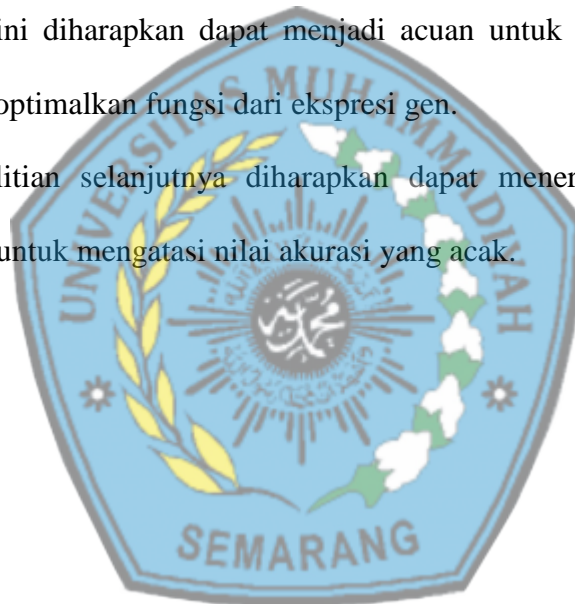 ini diharapkan dapat menjadi acuan untuk
optimalkan fungsi dari ekspresi gen.
litian selanjutnya diharapkan dapat mener
untuk mengatasi nilai akurasi yang acak.
UNIVERSITAS MUHAMMADIYAH
SEMARANG